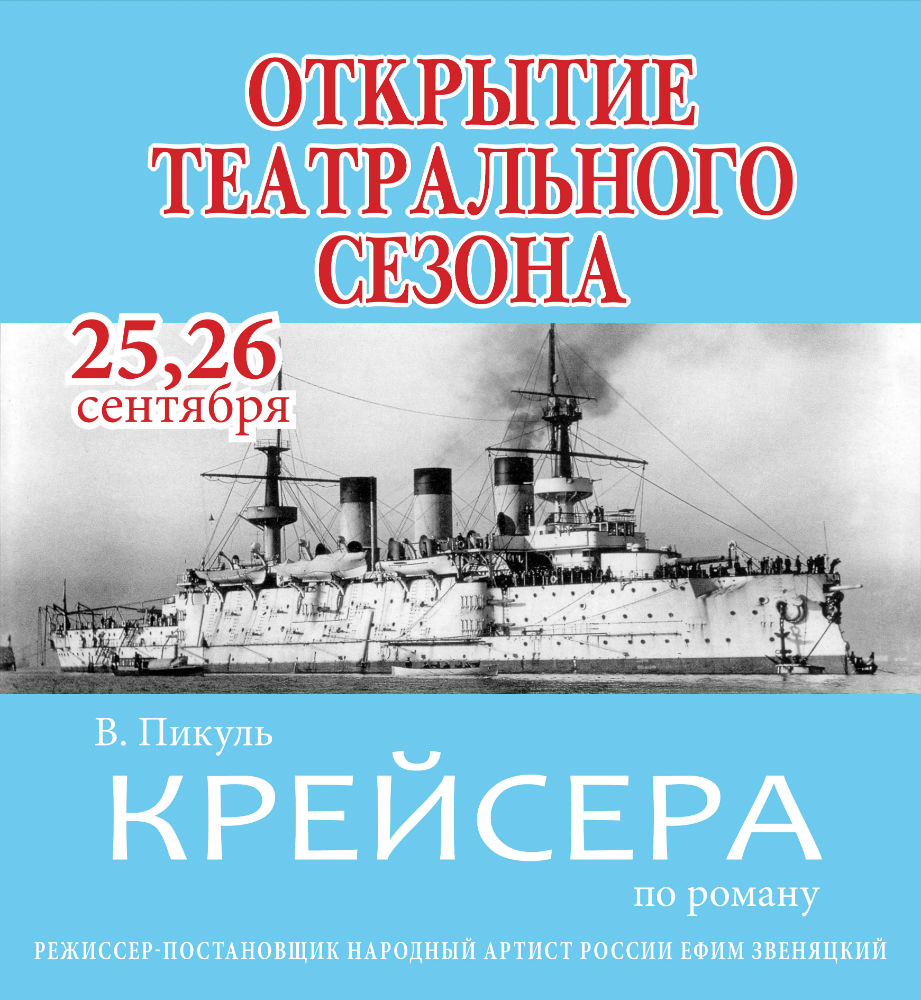 ОТКРЫТИЕ
ТЕАТРАЛЬНОГО
СЕЗОНА
25,26
сентября
В. Пикуль
КРЕЙСЕРА
по роману
РЕЖИССЕР-ПОСТАНОВЩИК НАРОДНЫЙ АРТИСТ РОССИИ ЕФИМ ЗВЕНЯЦКИЙ